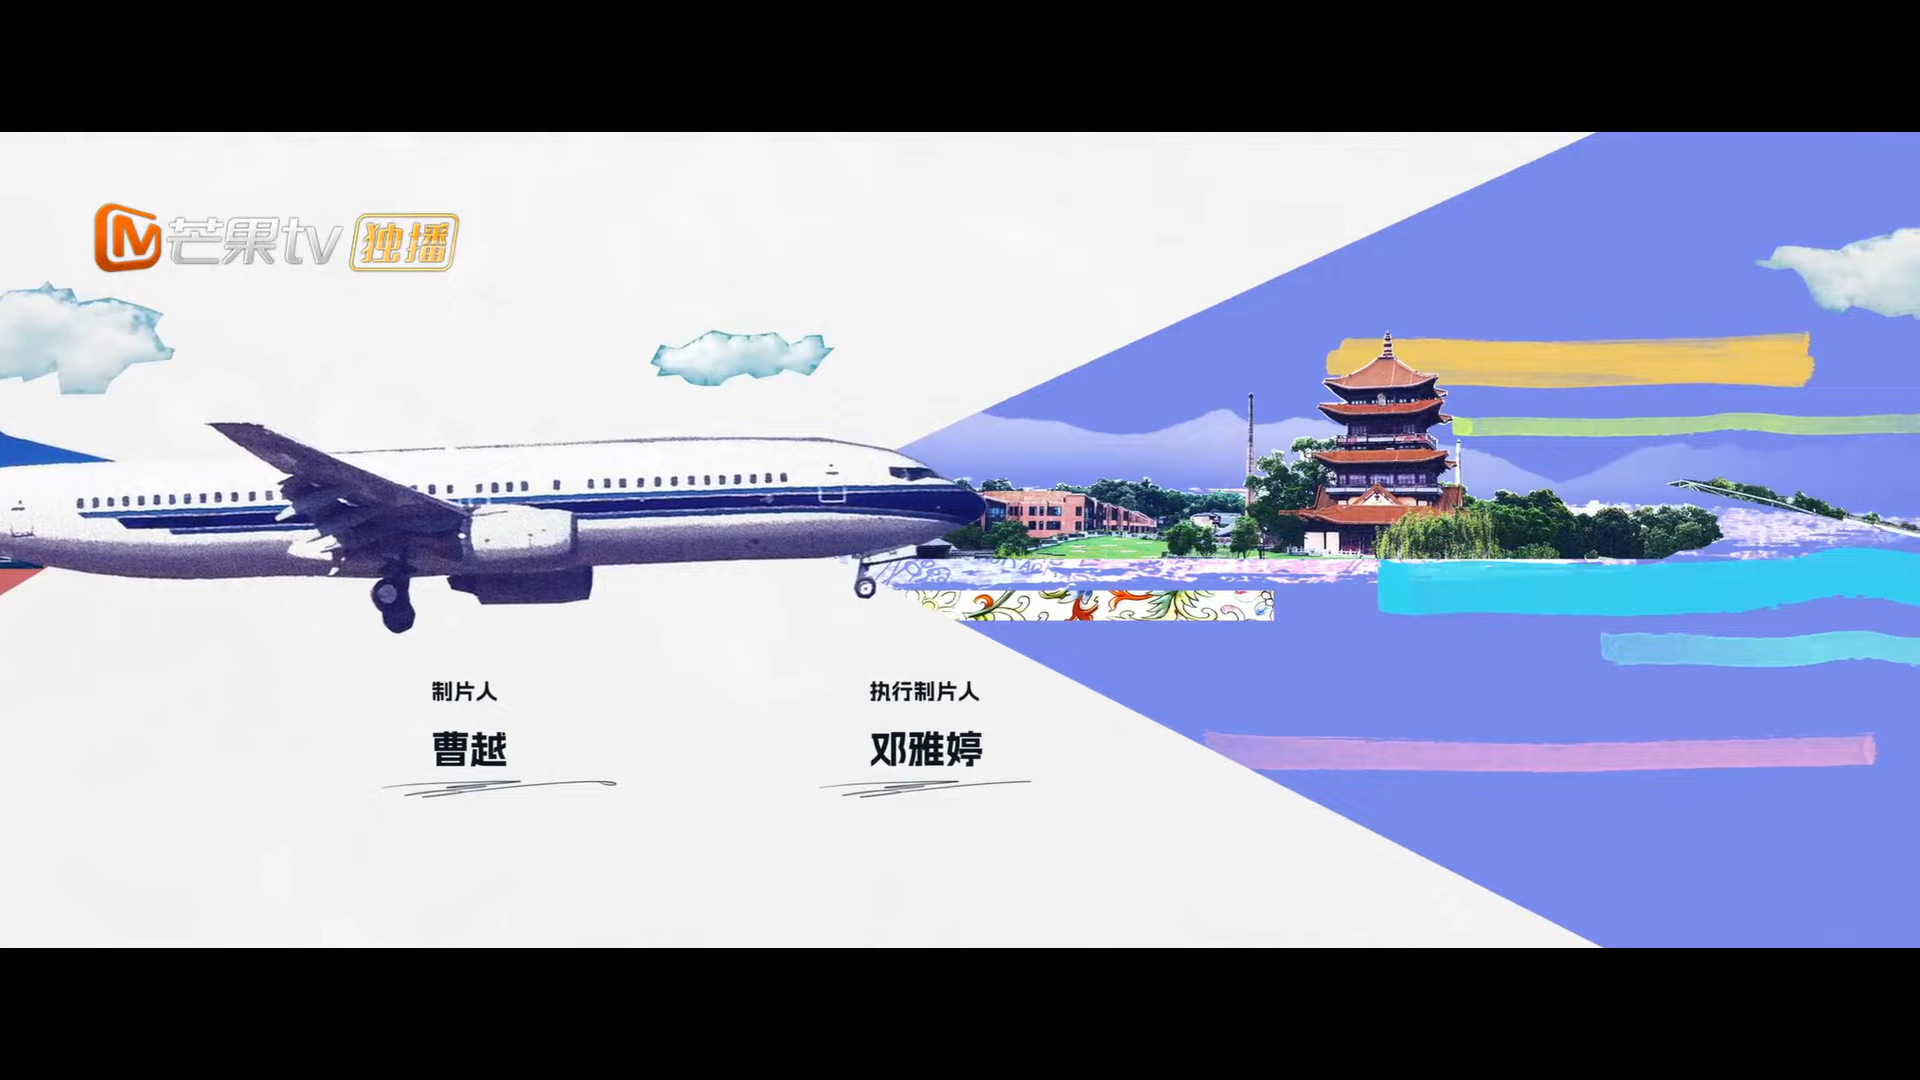 芒果tv 独播
制片人
曹越
执行制片人
邓雅婷